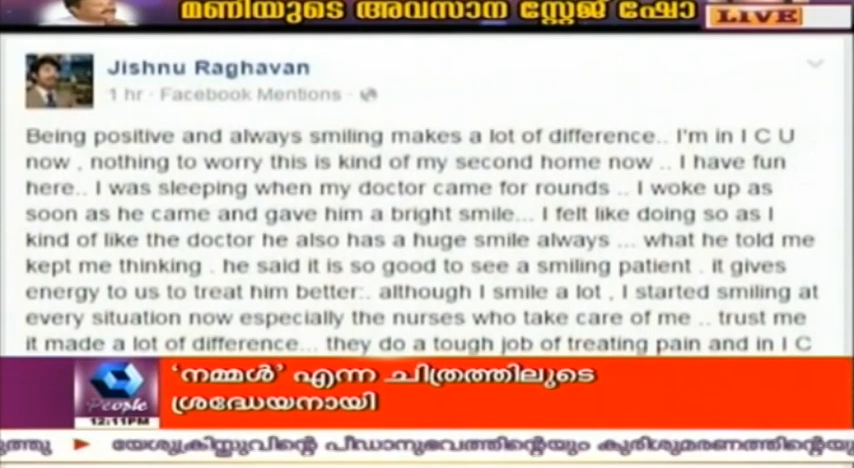 മണിയുടെ അവസാന സ്റ്റേജ് ഷോ
LIVE
Jishnu Raghavan
1 hr · Facebook Mentions ·
Being positive and always smiling makes a lot of difference.. I'm in I C U
now , nothing to worry this is kind of my second home now .. I have fun
here.. I was sleeping when my doctor came for rounds .. I woke up as
soon as he came and gave him a bright smile... I felt like doing so as I
kind of like the doctor he also has a huge smile always ... what he told me
kept me thinking . he said it is so good to see a smiling patient . it gives
energy to us to treat him better:. although I smile a lot , I started smiling at
every situation now especially the nurses who take care of me .. trust me
it made a lot of difference... they do a tough job of treating pain and in I C
'നമ്മൾ' എന്ന ചിത്രത്തിലൂടെ
ശ്രദ്ധേയനായി
People
12:11PM
യേശുക്രിസ്തുവിന്റെ പീഡാനുഭവത്തിന്റെയും കുരിശുമരണത്തിന്റെയു